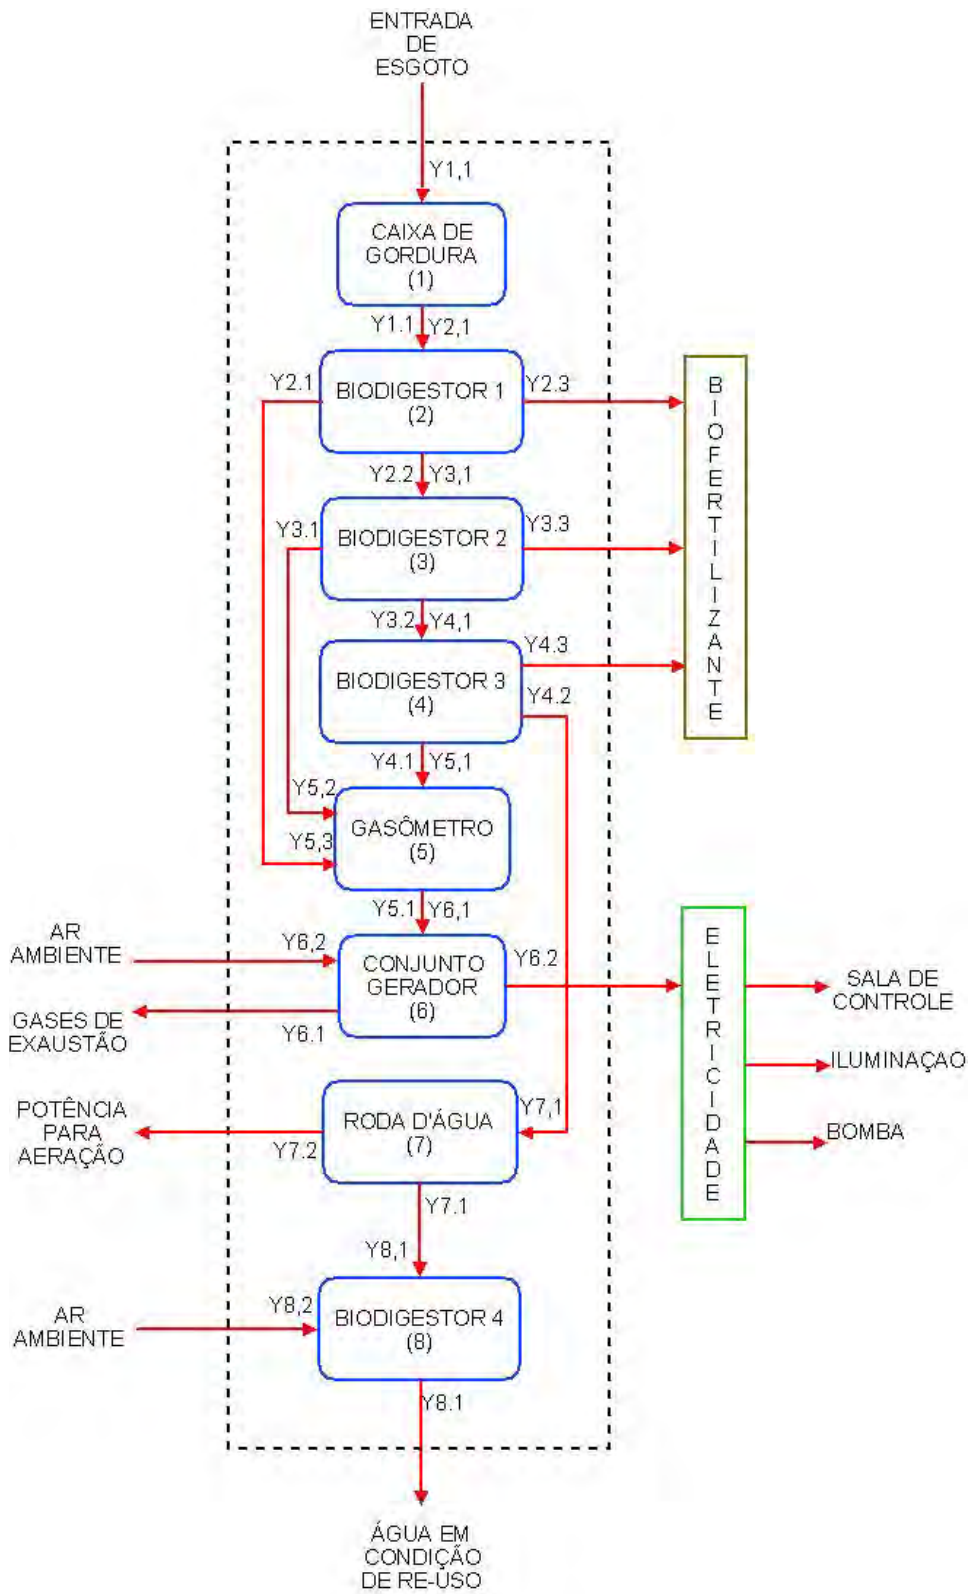 ENTRADA
DE
ESGOTO
Y1,1
CAIXA DE
GORDURA
(1)
Y1.1 Y2,1
Y2.1
BIODIGESTOR 1
(2)
Y2.3
Y2.2 Y3,1
Y3.1
BIODIGESTOR 2
(3)
Y3.3
Y3.2 Y4,1
BIODIGESTOR 3
(4)
Y4.3
Y4.2
Y4.1 Y5,1
BIOFERTILIZANTE
Y5,2
Y5,3
GASÔMETRO
(5)
Y5.1 Y6,1
AR
AMBIENTE
Y6,2
CONJUNTO
GERADOR
(6)
Y6.2
GASES DE
EXAUSTÃO
Y6.1
ELETRICIDADE
SALA DE
CONTROLE
ILUMINAÇAO
BOMBA
POTÊNCIA
PARA
AERAÇÃO
Y7.2
RODA D'ÁGUA
(7)
Y7,1
Y7.1
Y8,1
AR
AMBIENTE
Y8,2
BIODIGESTOR 4
(8)
Y8.1
ÁGUA EM
CONDIÇÃO
DE RE-USO